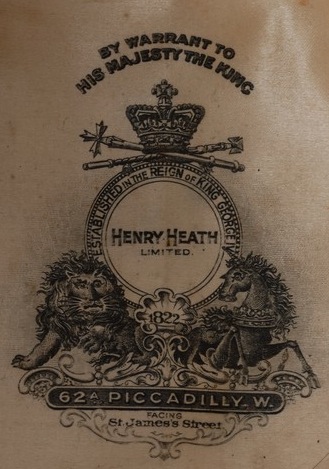 BY WARRANT TO
HIS MAJESTY THE KING
ESTABLISHED IN THE REIGN OF KING GEORGE IV
HENRY HEATH
LIMITED.
1822
62A PICCADILLY. W.
FACING
St. James's Street